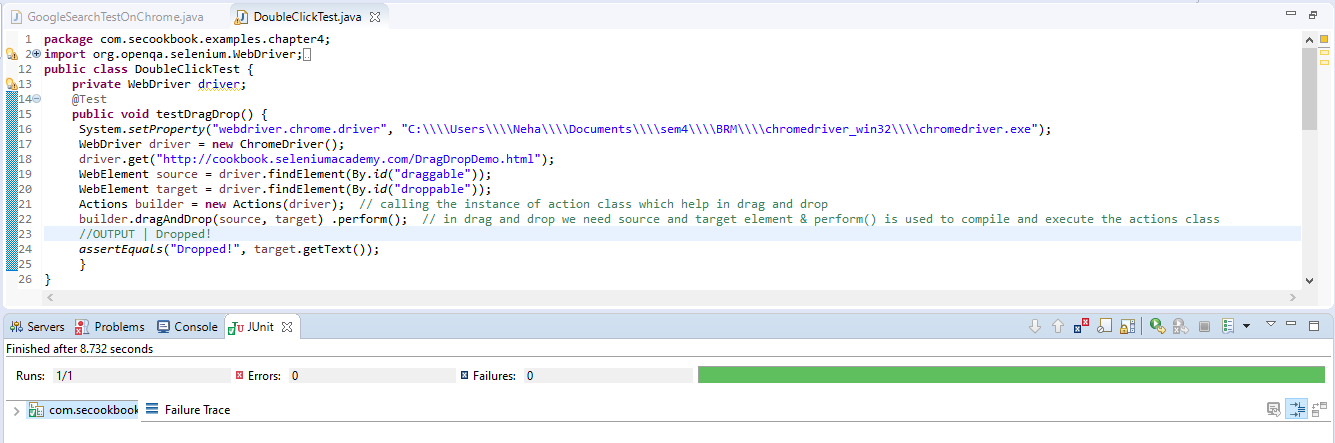 GoogleSearchTestOnChrome.java DoubleClickTest.java
1 package com.secookbook.examples.chapter4;
2 import org.openqa.selenium.WebDriver;
12 public class DoubleClickTest {
13 private WebDriver driver;
14 @Test
15 public void testDragDrop() {
16 System.setProperty("webdriver.chrome.driver", "C:\\\\Users\\\\Neha\\\\Documents\\\\sem4\\\\BRM\\\\chromedriver_win32\\\\chromedriver.exe");
17 WebDriver driver = new ChromeDriver();
18 driver.get("http://cookbook.seleniumacademy.com/DragDropDemo.html");
19 WebElement source = driver.findElement(By.id("draggable"));
20 WebElement target = driver.findElement(By.id("droppable"));
21 Actions builder = new Actions(driver); // calling the instance of action class which help in drag and drop
22 builder.dragAndDrop(source, target) .perform(); // in drag and drop we need source and target element & perform() is used to compile and execute the actions class
23 //OUTPUT | Dropped!
24 assertEquals("Dropped!", target.getText());
25 }
26 }
Servers Problems Console JUnit
Finished after 8.732 seconds
Runs: 1/1 Errors: 0 Failures: 0
com.secookbook Failure Trace